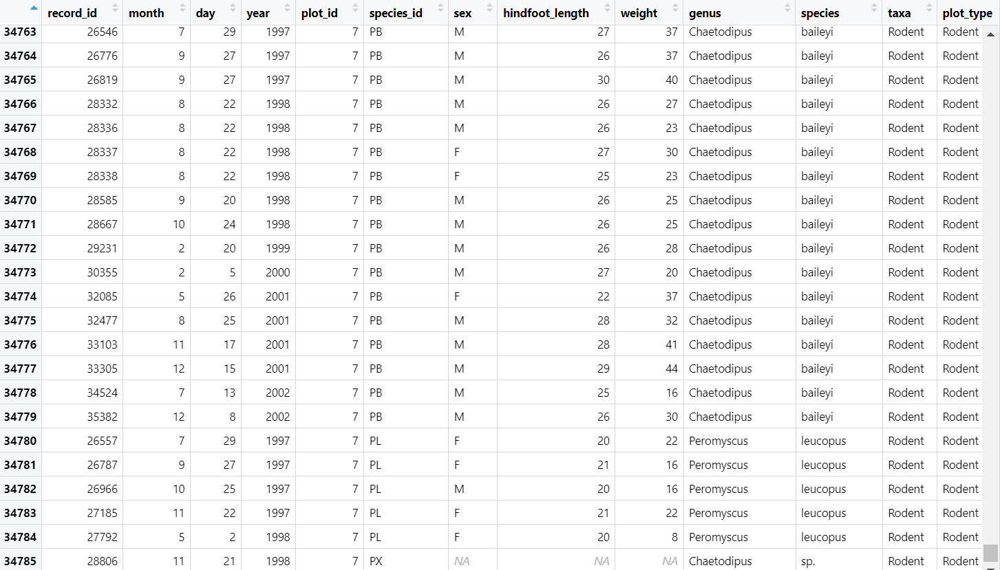 record_id month day year plot_id species_id sex hindfoot_length weight genus species taxa plot_type
34763 26546 7 29 1997 7 PB M 27 37 Chaetodipus baileyi Rodent Rodent
34764 26776 9 27 1997 7 PB M 26 37 Chaetodipus baileyi Rodent Rodent
34765 26819 9 27 1997 7 PB M 30 40 Chaetodipus baileyi Rodent Rodent
34766 28332 8 22 1998 7 PB M 26 27 Chaetodipus baileyi Rodent Rodent
34767 28336 8 22 1998 7 PB M 26 23 Chaetodipus baileyi Rodent Rodent
34768 28337 8 22 1998 7 PB F 27 30 Chaetodipus baileyi Rodent Rodent
34769 28338 8 22 1998 7 PB F 25 23 Chaetodipus baileyi Rodent Rodent
34770 28585 9 20 1998 7 PB M 26 25 Chaetodipus baileyi Rodent Rodent
34771 28667 10 24 1998 7 PB M 26 25 Chaetodipus baileyi Rodent Rodent
34772 29231 2 20 1999 7 PB M 26 28 Chaetodipus baileyi Rodent Rodent
34773 30355 2 5 2000 7 PB M 27 20 Chaetodipus baileyi Rodent Rodent
34774 32085 5 26 2001 7 PB F 22 37 Chaetodipus baileyi Rodent Rodent
34775 32477 8 25 2001 7 PB M 28 32 Chaetodipus baileyi Rodent Rodent
34776 33103 11 17 2001 7 PB M 28 41 Chaetodipus baileyi Rodent Rodent
34777 33305 12 15 2001 7 PB M 29 44 Chaetodipus baileyi Rodent Rodent
34778 34524 7 13 2002 7 PB M 25 16 Chaetodipus baileyi Rodent Rodent
34779 35382 12 8 2002 7 PB M 26 30 Chaetodipus baileyi Rodent Rodent
34780 26557 7 29 1997 7 PL F 20 22 Peromyscus leucopus Rodent Rodent
34781 26787 9 27 1997 7 PL F 21 16 Peromyscus leucopus Rodent Rodent
34782 26966 10 25 1997 7 PL M 20 16 Peromyscus leucopus Rodent Rodent
34783 27185 11 22 1997 7 PL F 21 22 Peromyscus leucopus Rodent Rodent
34784 27792 5 2 1998 7 PL F 20 8 Peromyscus leucopus Rodent Rodent
34785 28806 11 21 1998 7 PX NA NA NA Chaetodipus sp. Rodent Rodent